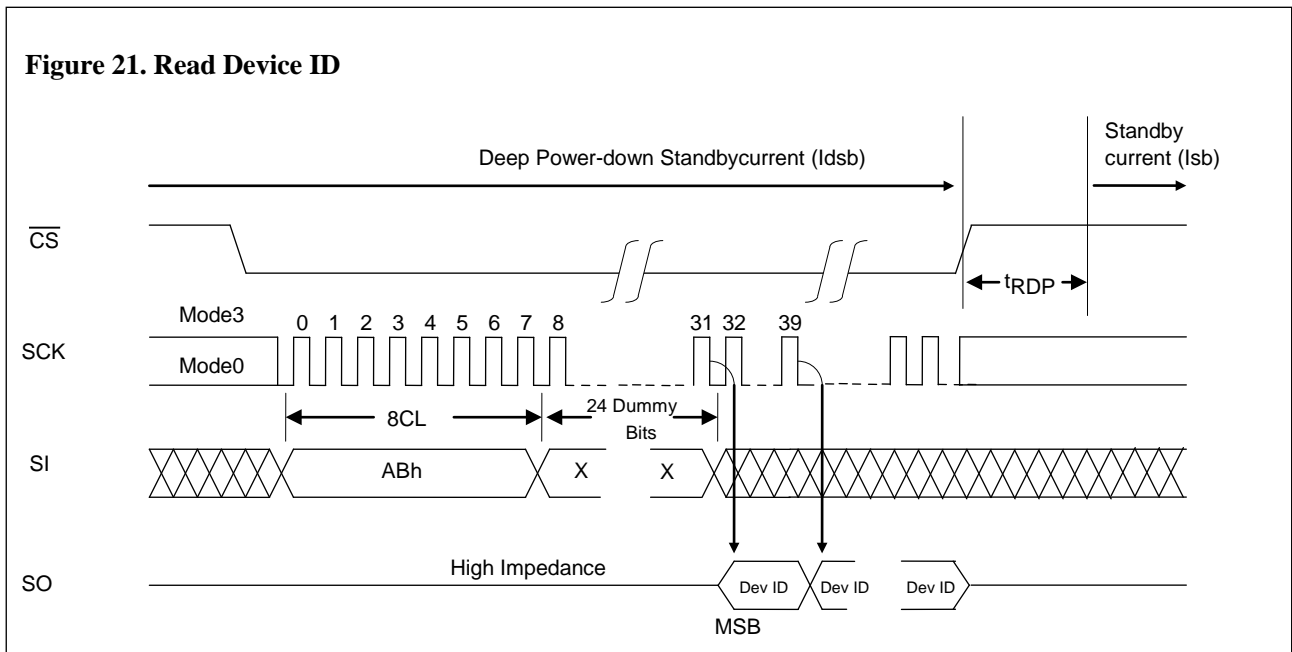 Figure 21. Read Device ID
Standby
current (Isb)
Deep Power-down Standbycurrent (Idsb)
CS
tRDP
Mode3
0 1 2 3 4 5 6 7 8 31 32 39
SCK
Mode0
8CL
24 Dummy
Bits
SI
ABh
X X
High Impedance
SO
Dev ID Dev ID Dev ID
MSB